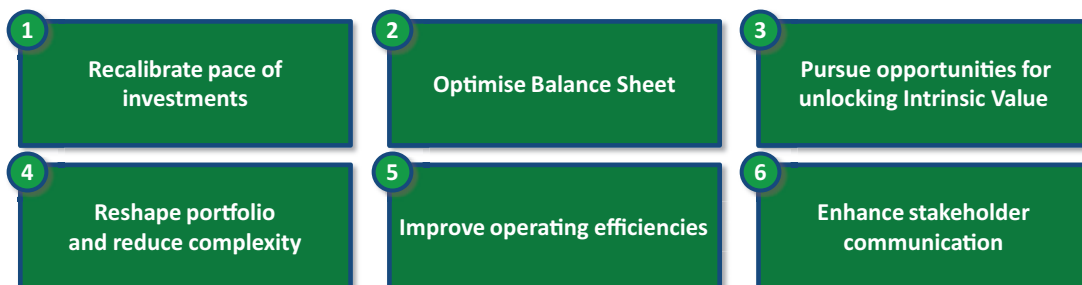 1
Recalibrate pace of
investments
2
Optimise Balance Sheet
3
Pursue opportunities for
unlocking Intrinsic Value
4
Reshape portfolio
and reduce complexity
5
Improve operating efficiencies
6
Enhance stakeholder
communication